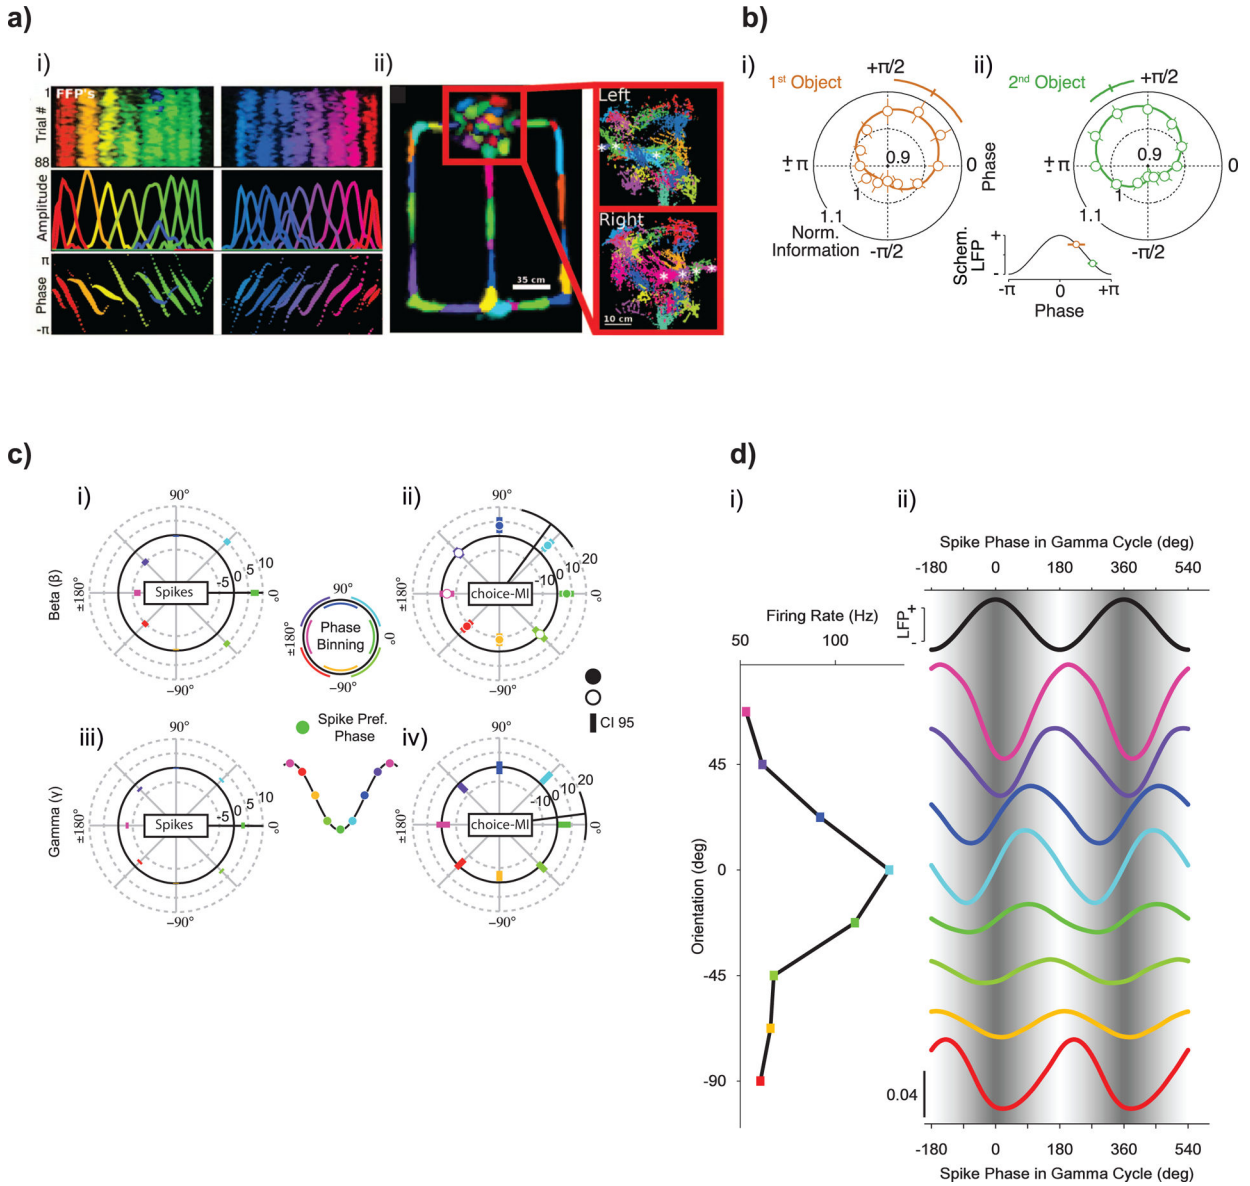 a)
b)
i)
ii)
FFP's
1
Trial #
88
Amplitude
π
Phase
-π
35 cm
Left
Right
10 cm
i)
1st Object
+π/2
ii)
2nd Object
+π/2
± π
0.9
0
Phase
± π
0.9
0
1
1.1
Norm.
Information
-π/2
1
1.1
-π/2
Schem.
LFP
+
-
-π
0
+π
Phase
c)
d)
i)
90°
Beta (β)
±180°
Spikes
-5
0
5
10
0°
-90°
ii)
90°
±180°
choice-MI
-10
0
10
20
0°
-90°
90°
±180°
Phase
Binning
0°
-90°
CI 95
Spike Pref.
Phase
iii)
90°
Gamma (γ)
±180°
Spikes
-5
0
5
10
0°
-90°
iv)
90°
±180°
choice-MI
-10
0
10
20
0°
-90°
i)
Firing Rate (Hz)
50
100
45
0
-45
-90
Orientation (deg)
ii)
Spike Phase in Gamma Cycle (deg)
-180
0
180
360
540
LFP
+
-
0.04
-180
0
180
360
540
Spike Phase in Gamma Cycle (deg)